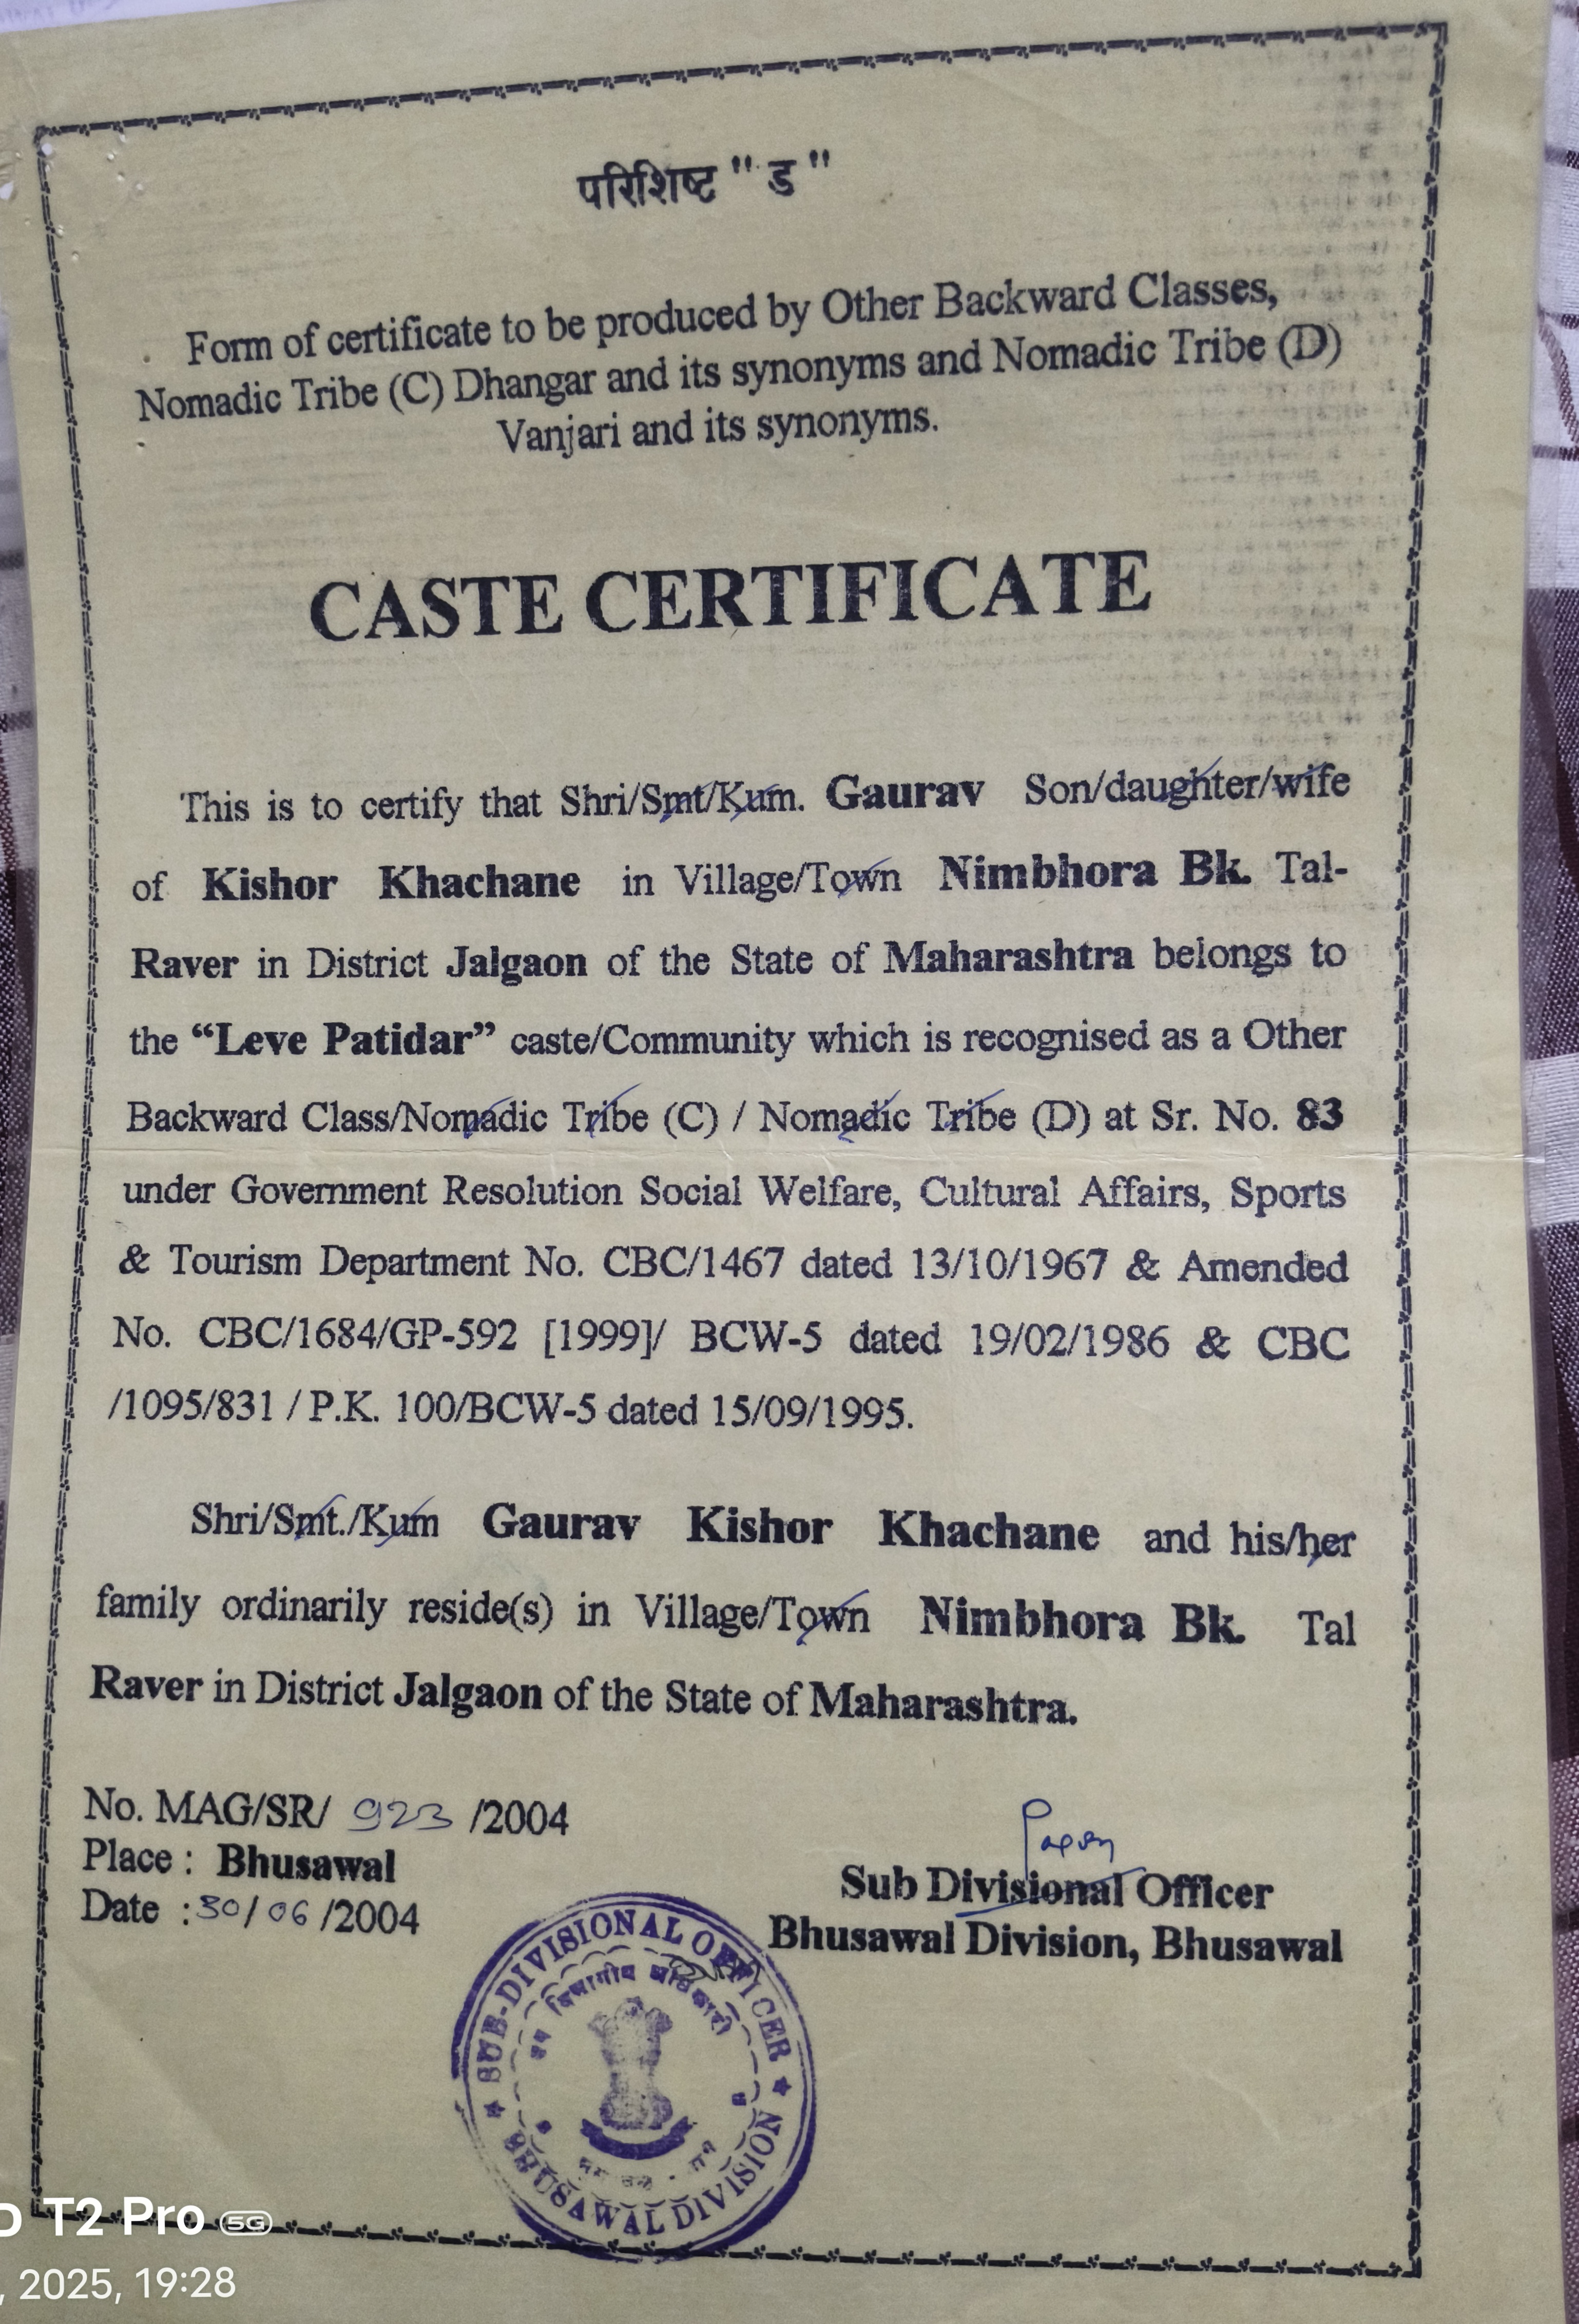 परिशिष्ट " ड "
Form of certificate to be produced by Other Backward Classes,
Nomadic Tribe (C) Dhangar and its synonyms and Nomadic Tribe (D)
Vanjari and its synonyms.
CASTE CERTIFICATE
This is to certify that Shri/Smt/Kum. Gaurav Son/daughter/wife
of Kishor Khachane in Village/Town Nimbhora Bk. Tal-
Raver in District Jalgaon of the State of Maharashtra belongs to
the “Leve Patidar” caste/Community which is recognised as a Other
Backward Class/Nomadic Tribe (C) / Nomadic Tribe (D) at Sr. No. 83
under Government Resolution Social Welfare, Cultural Affairs, Sports
& Tourism Department No. CBC/1467 dated 13/10/1967 & Amended
No. CBC/1684/GP-592 [1999]/ BCW-5 dated 19/02/1986 & CBC
/1095/831 / P.K. 100/BCW-5 dated 15/09/1995.
Shri/Smt./Kum Gaurav Kishor Khachane and his/her
family ordinarily reside(s) in Village/Town Nimbhora Bk. Tal
Raver in District Jalgaon of the State of Maharashtra.
No. MAG/SR/ 923 /2004
Place : Bhusawal
Date :30/06/2004
Sub Divisional Officer
Bhusawal Division, Bhusawal
SUB-DIVISIONAL OFFICER
उप विभागीय अधिकारी
BHUSAWAL DIVISION
T2 Pro 5G
, 2025, 19:28